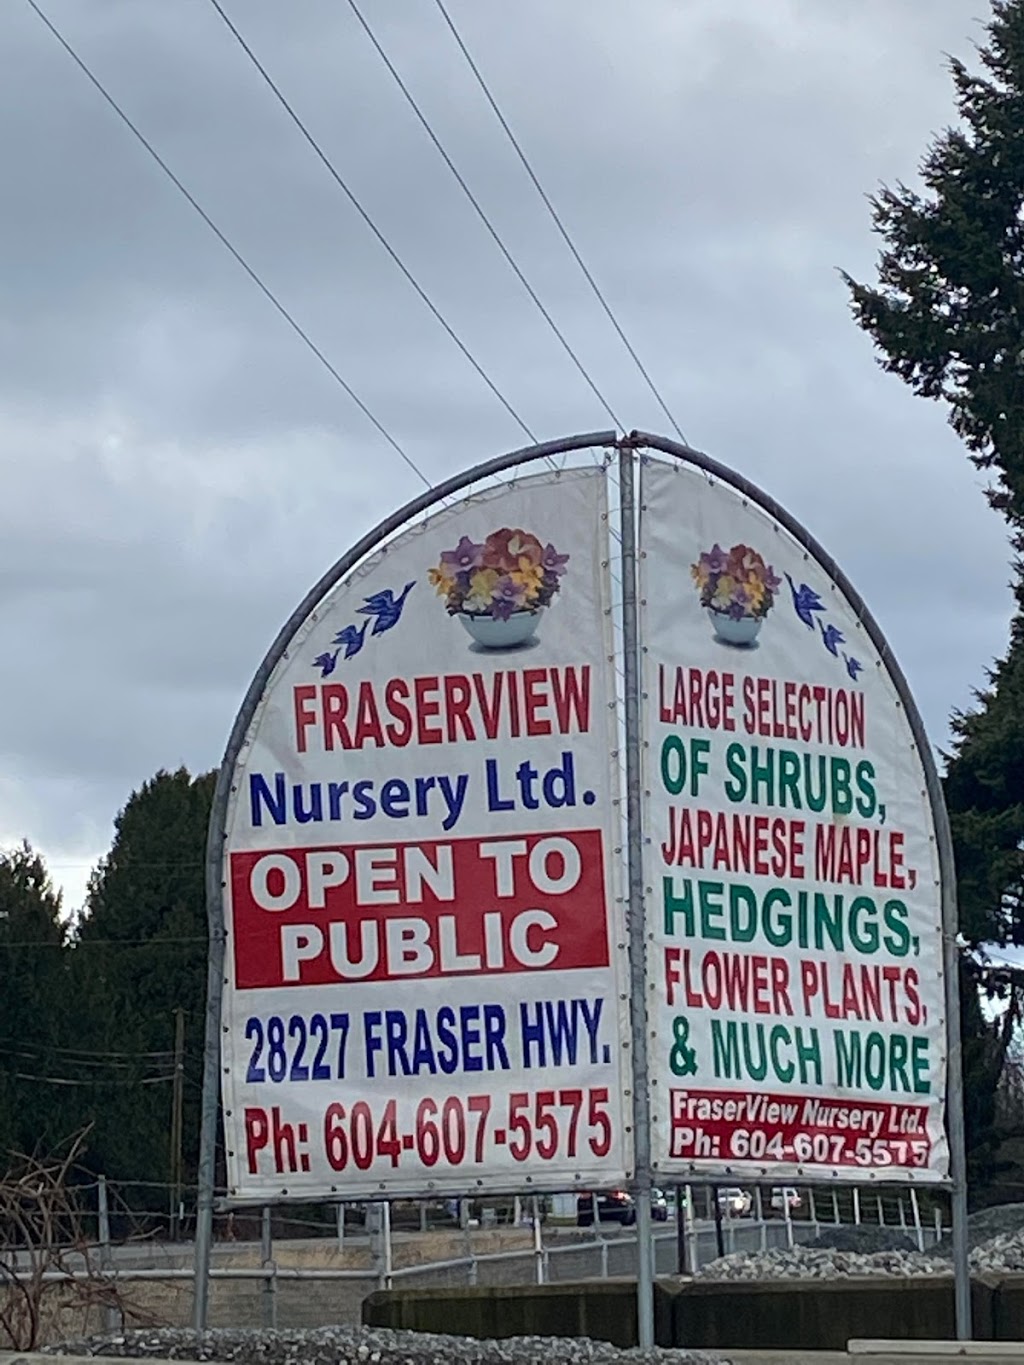 FRASERVIEW
Nursery Ltd.
OPEN TO
PUBLIC
28227 FRASER HWY.
Ph: 604-607-5575
LARGE SELECTION
OF SHRUBS,
JAPANESE MAPLE,
HEDGINGS,
FLOWER PLANTS,
& MUCH MORE
FraserView Nursery Ltd.
Ph: 604-607-5575